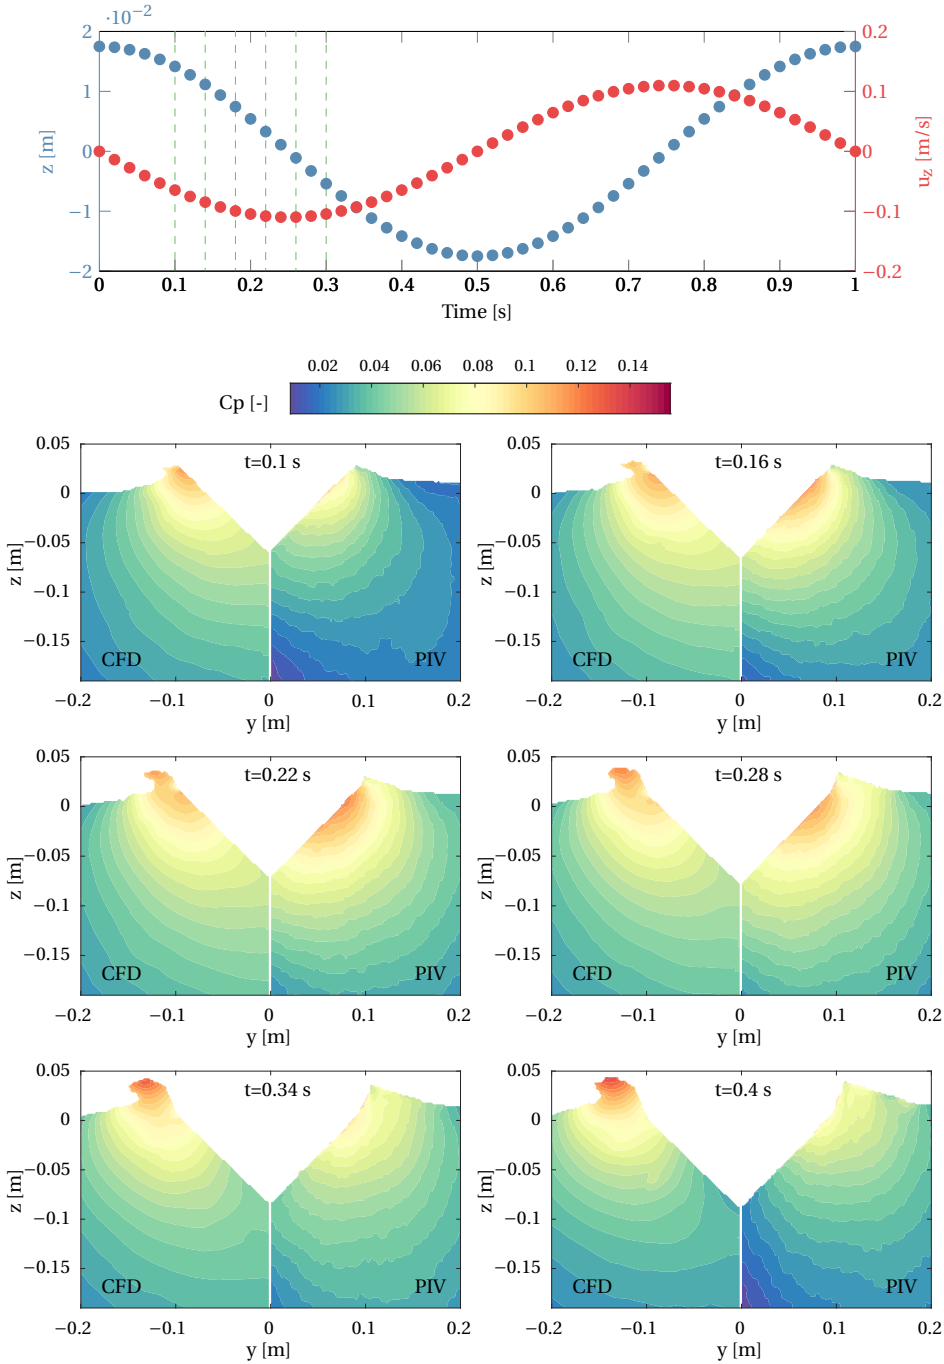 ·10−2
2 0.2
1 0.1
0 0
−1 −0.1
−2 −0.2
z [m]
uz [m/s]
0 0.1 0.2 0.3 0.4 0.5 0.6 0.7 0.8 0.9 1
Time [s]
0.02 0.04 0.06 0.08 0.1 0.12 0.14
Cp [-]
0.05 0.05
t=0.1 s t=0.16 s
0 0
−0.05 −0.05
z [m] z [m]
−0.1 −0.1
−0.15 −0.15
CFD PIV CFD PIV
−0.2 −0.1 0 0.1 0.2 −0.2 −0.1 0 0.1 0.2
y [m] y [m]
0.05 0.05
t=0.22 s t=0.28 s
0 0
−0.05 −0.05
z [m] z [m]
−0.1 −0.1
−0.15 −0.15
CFD PIV CFD PIV
−0.2 −0.1 0 0.1 0.2 −0.2 −0.1 0 0.1 0.2
y [m] y [m]
0.05 0.05
t=0.34 s t=0.4 s
0 0
−0.05 −0.05
z [m] z [m]
−0.1 −0.1
−0.15 −0.15
CFD PIV CFD PIV
−0.2 −0.1 0 0.1 0.2 −0.2 −0.1 0 0.1 0.2
y [m] y [m]